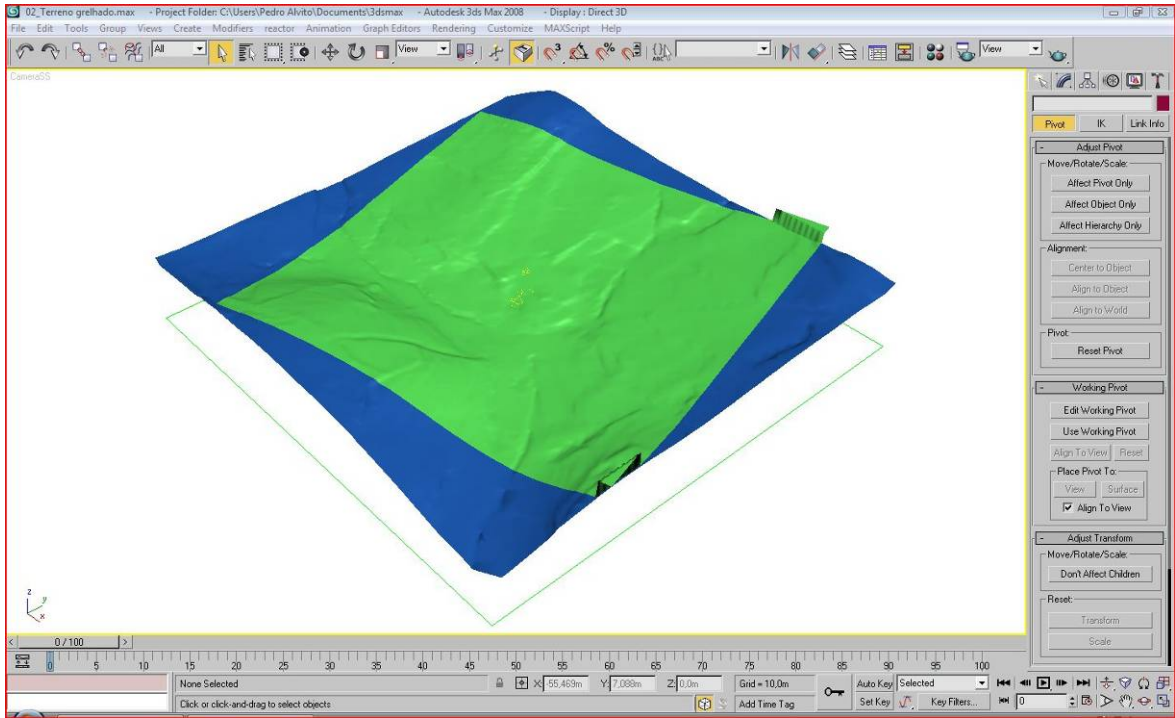 02_Terreno grelhado.max - Project Folder: C:\Users\Pedro Alvito\Documents\3dsmax - Autodesk 3ds Max 2008 - Display : Direct 3D
File Edit Tools Group Views Create Modifiers reactor Animation Graph Editors Rendering Customize MAXScript Help
All View 3 % ABC View
Camera55
Pivot IK Link Info
- Adjust Pivot
Move/Rotate/Scale:
Affect Pivot Only
Affect Object Only
Affect Hierarchy Only
Alignment:
Center to Object
Align to Object
Align to World
Pivot:
Reset Pivot
- Working Pivot
Edit Working Pivot
Use Working Pivot
Align To View Reset
Place Pivot To:
View Surface
Align To View
- Adjust Transform
Move/Rotate/Scale:
Don't Affect Children
Reset:
Transform
Scale
z y x
< 0 / 100 >
0 5 10 15 20 25 30 35 40 45 50 55 60 65 70 75 80 85 90 95 100
None Selected X: -55,469m Y: 7,088m Z: 0,0m Grid = 10,0m Auto Key Selected
Click or click-and-drag to select objects Add Time Tag Set Key Key Filters... 0